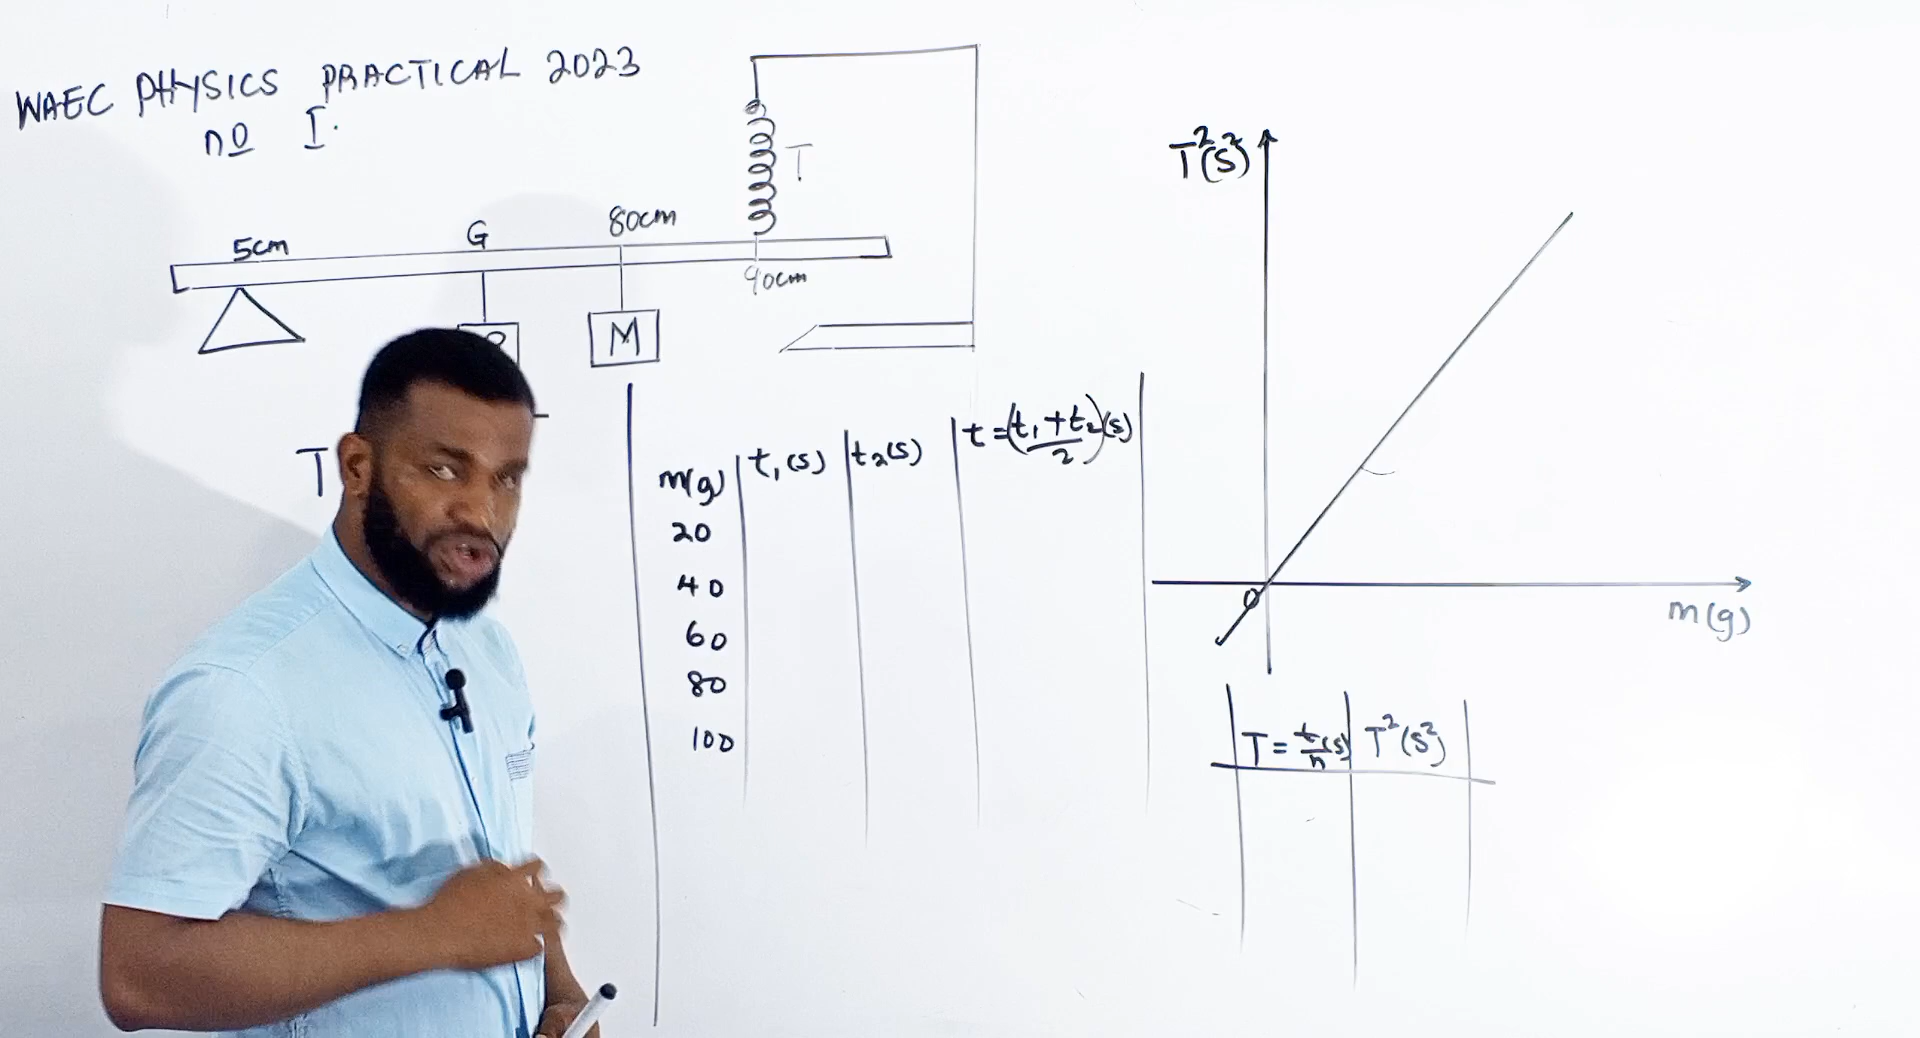 WAEC PHYSICS PRACTICAL 2023
no I.
T
5cm
G
80cm
90cm
M
T
m(g) t₁(s) t₂(s) t=(t₁+t₂/2)(s)
20
40
60
80
100
T²(s²)
0
m(g)
T = t/n(s) T²(s²)